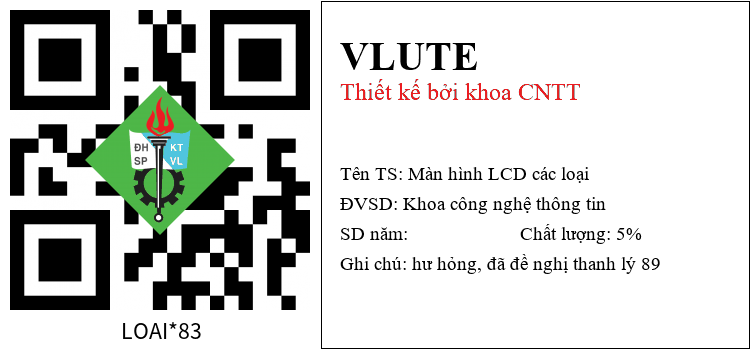 ĐH KT
SP VL
LOAI*83
VLUTE
Thiết kế bởi khoa CNTT
Tên TS: Màn hình LCD các loại
ĐVSD: Khoa công nghệ thông tin
SD năm: Chất lượng: 5%
Ghi chú: hư hỏng, đã đề nghị thanh lý 89